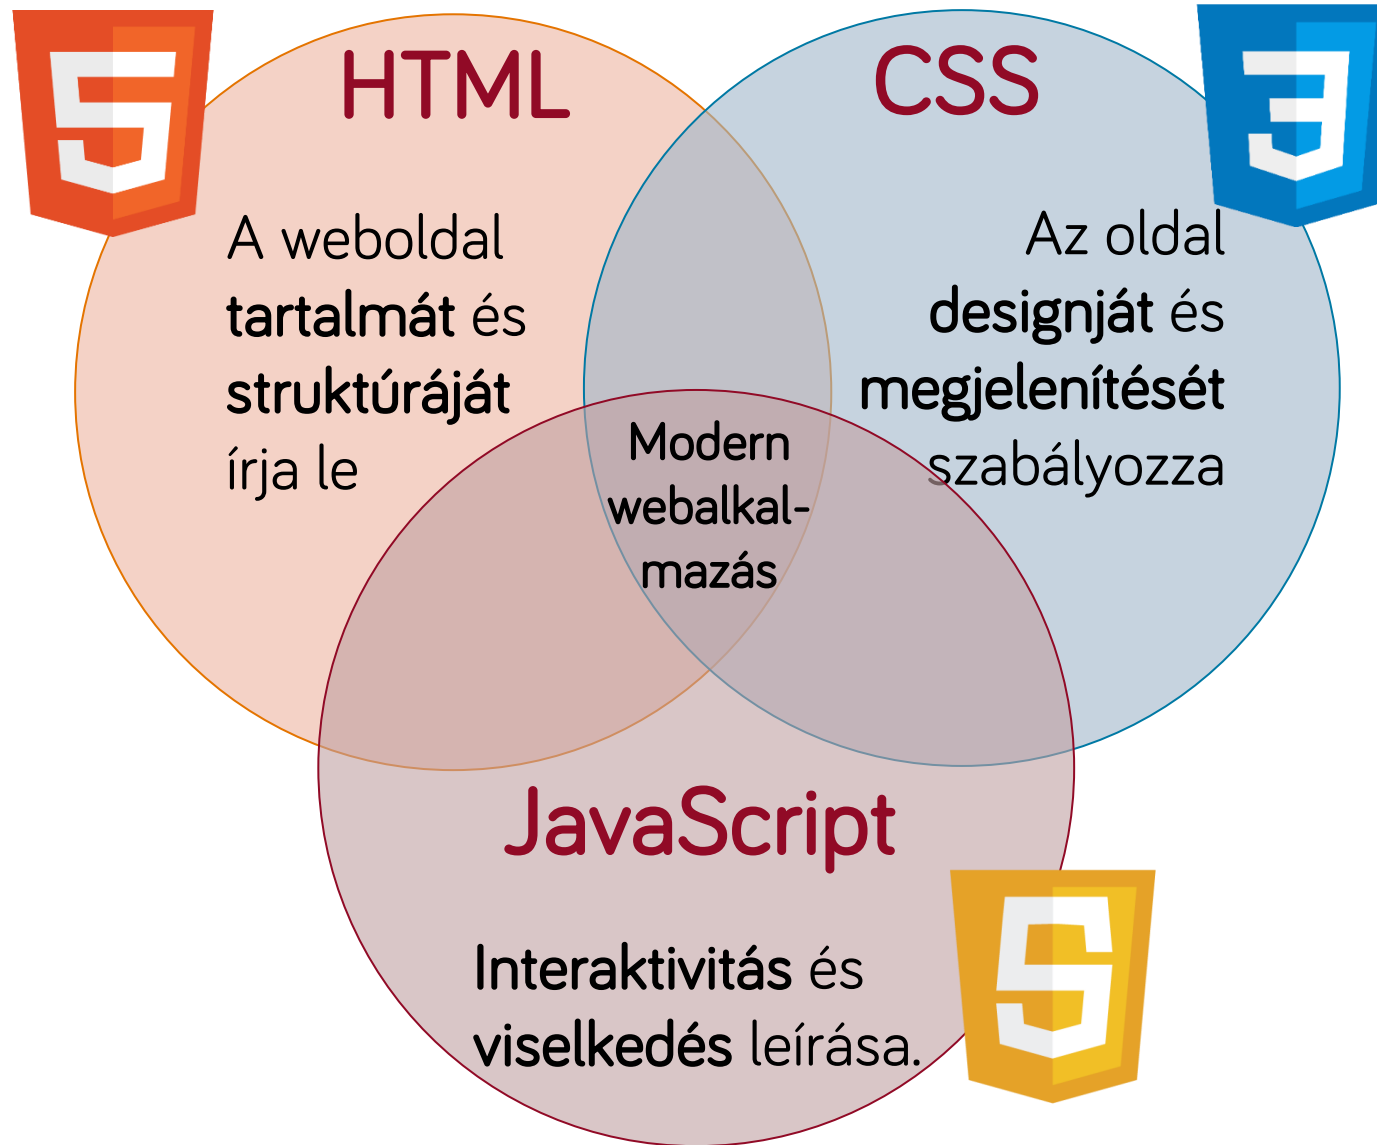 HTML
A weboldal
tartalmát és
struktúráját
írja le
CSS
Az oldal
designját és
megjelenítését
szabályozza
Modern
webalkal-
mazás
JavaScript
Interaktivitás és
viselkedés leírása.